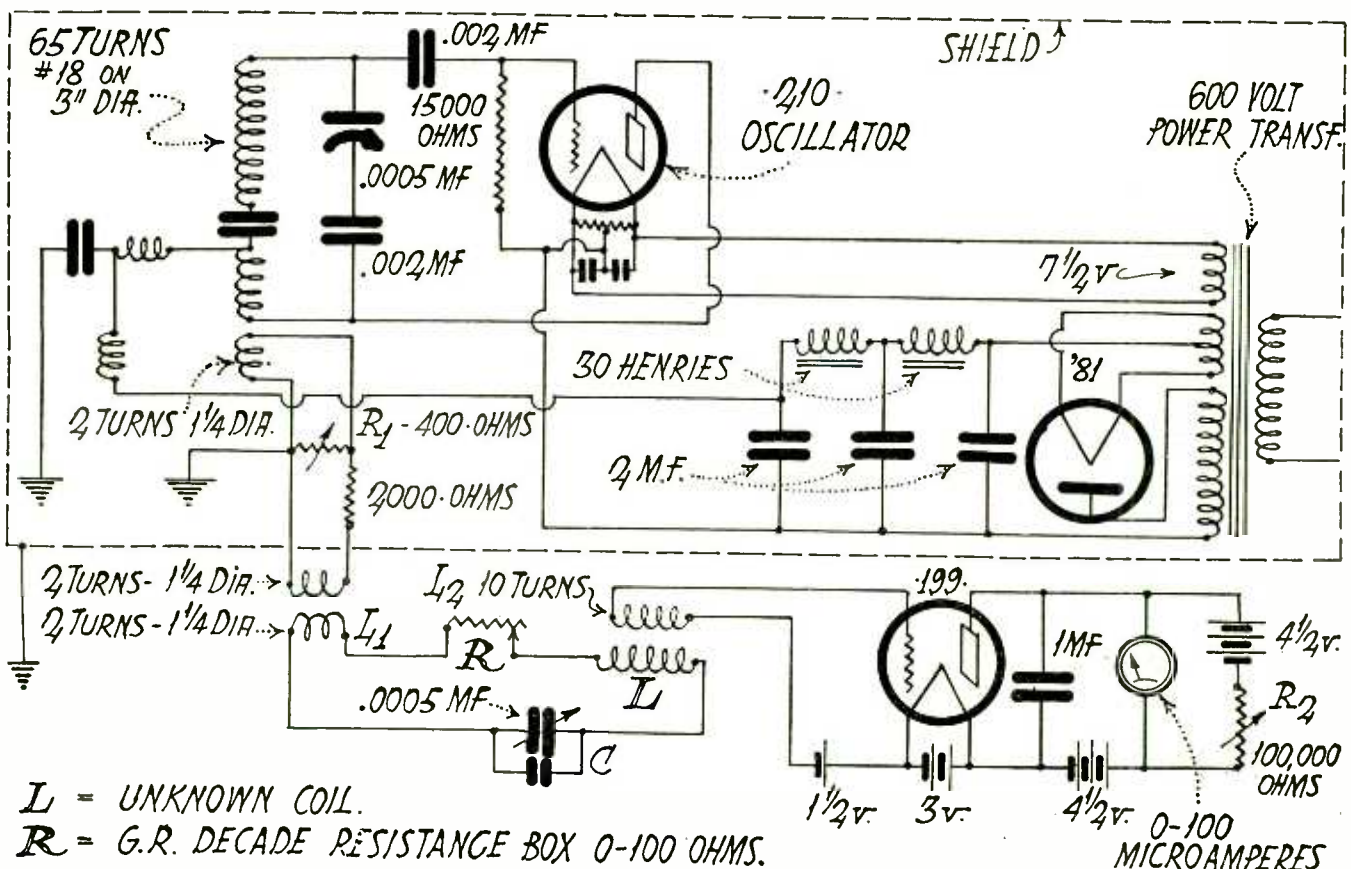 65 TURNS
#18 ON
3" DIA.
.002 MF
15000
OHMS
.0005 MF
.002 MF
210
OSCILLATOR
SHIELD
600 VOLT
POWER TRANSF.
7 1/2 V
30 HENRIES
'81
2 TURNS 1 1/4 DIA.
R1 - 400 OHMS
2 M.F.
2000 OHMS
2 TURNS - 1 1/4 DIA.
2 TURNS - 1 1/4 DIA
L1
L2 10 TURNS
R
L
.0005 MF
C
199
1 MF
4 1/2 V.
R2
100,000
OHMS
1 1/2 V.
3 V.
4 1/2 V.
0-100
MICROAMPERES
L = UNKNOWN COIL.
R = G.R. DECADE RESISTANCE BOX 0-100 OHMS.